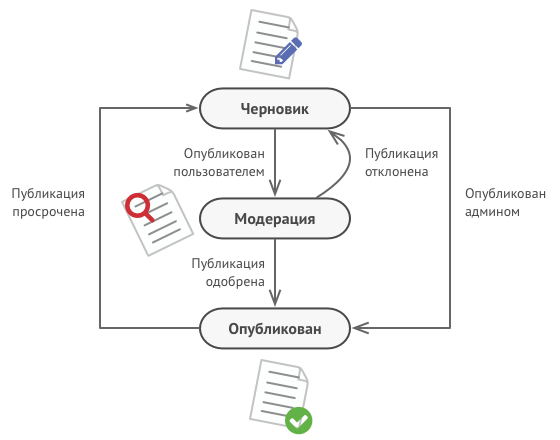 Черновик
Опубликован
пользователем
Публикация
отклонена
Публикация
просрочена
Опубликован
админом
Модерация
Публикация
одобрена
Опубликован